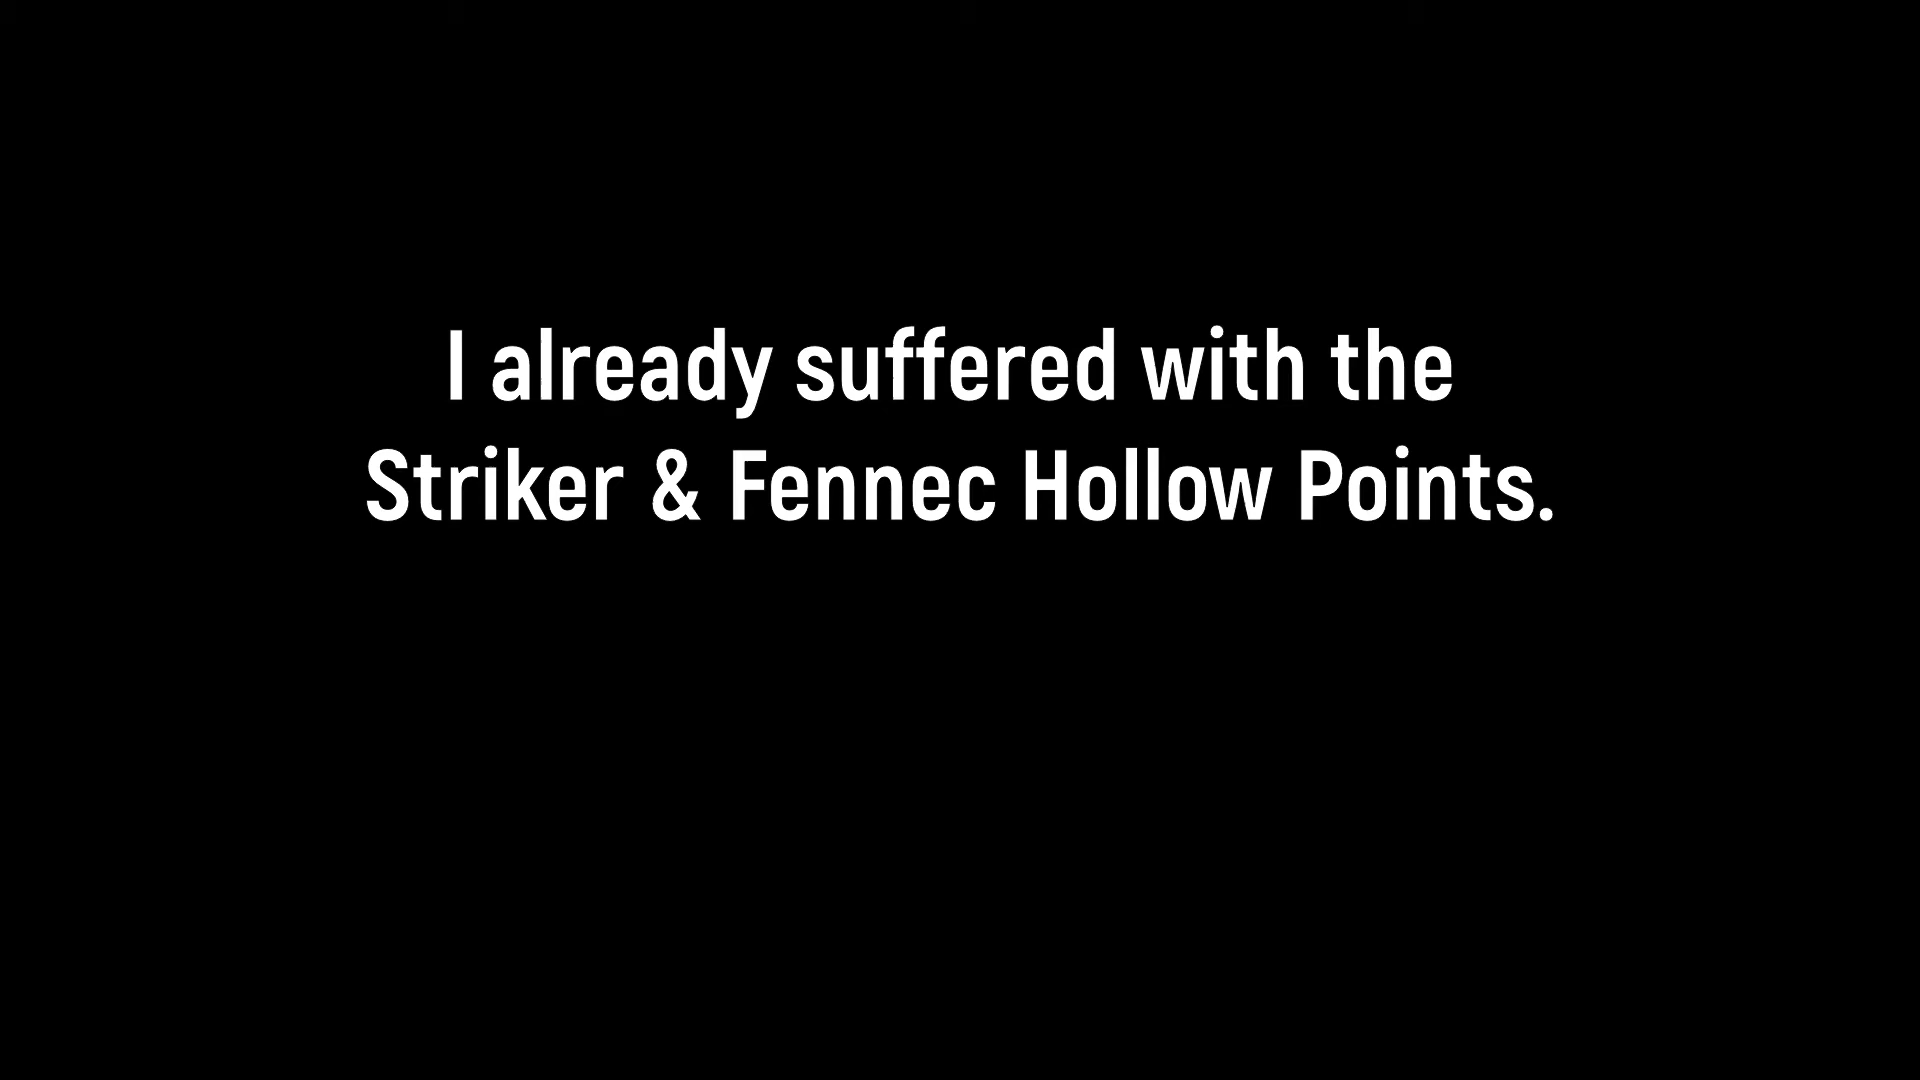 I already suffered with the
Striker & Fennec Hollow Points.